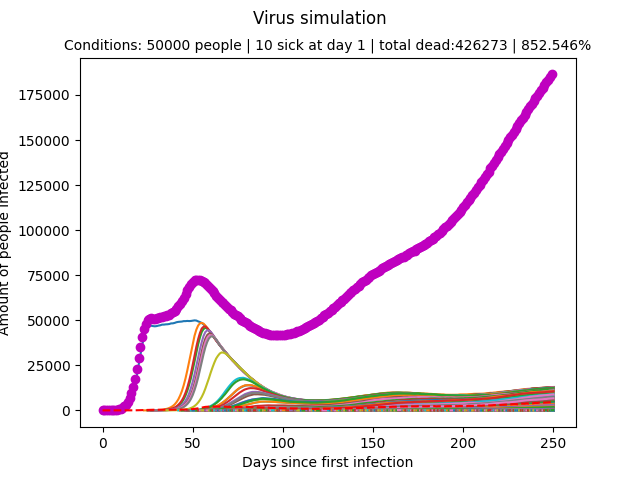 Virus simulation
Conditions: 50000 people | 10 sick at day 1 | total dead:426273 | 852.546%
175000
150000
125000
100000
75000
50000
25000
0
Amount of people infected
0 50 100 150 200 250
Days since first infection